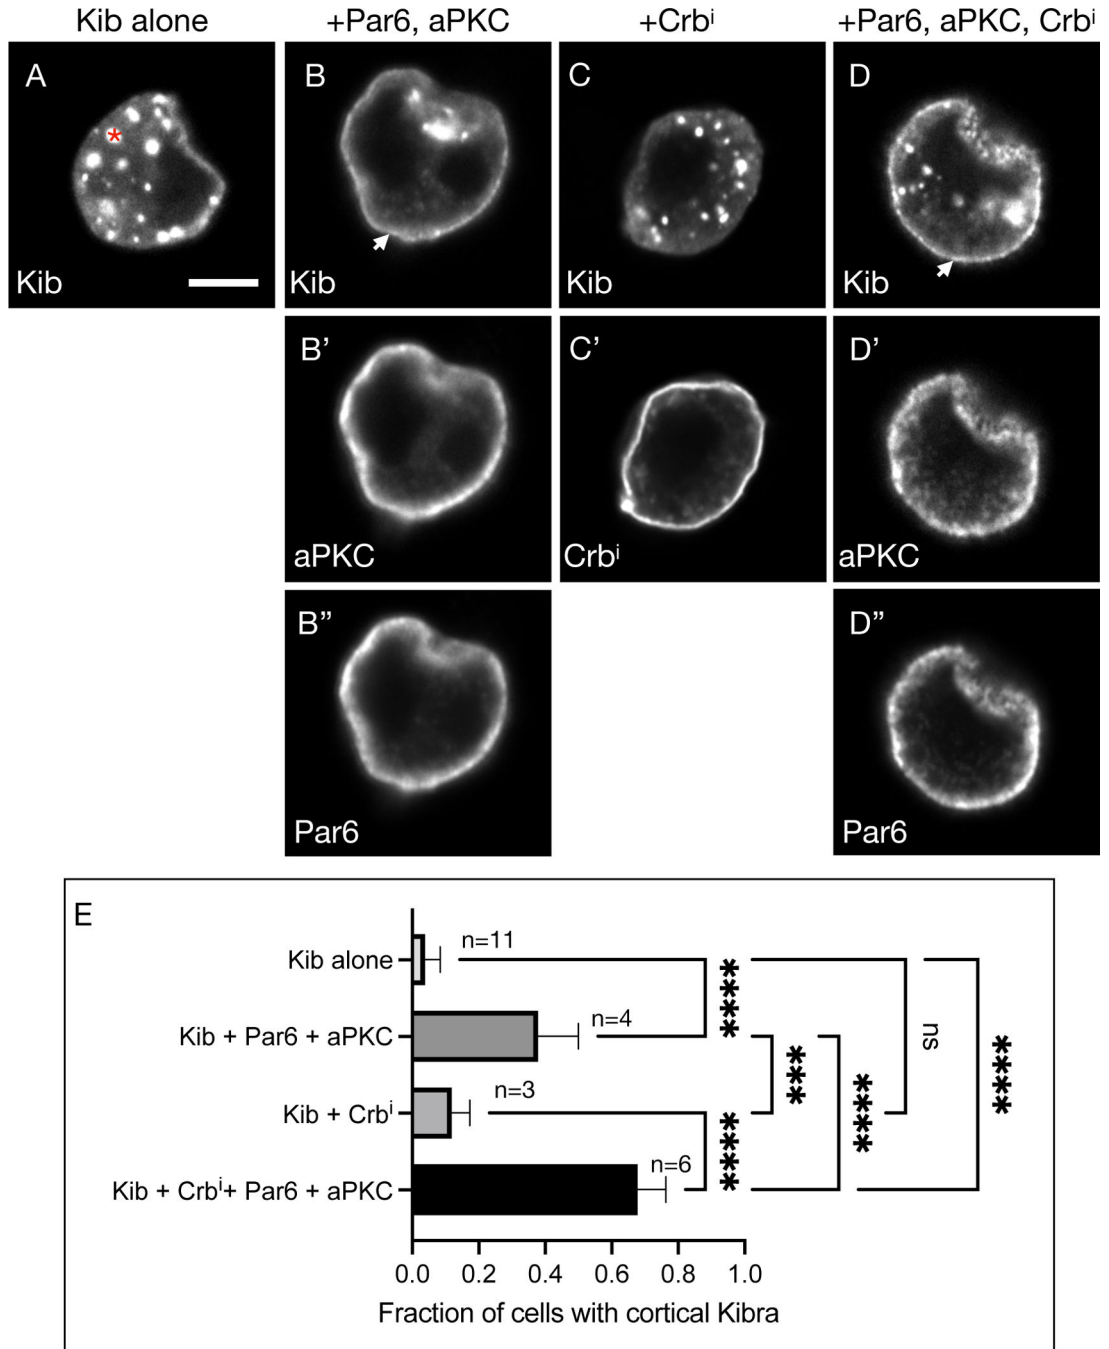 Kib alone
+Par6, aPKC
+Crbⁱ
+Par6, aPKC, Crbⁱ
A
*
Kib
B
Kib
C
Kib
D
Kib
B’
aPKC
C’
Crbⁱ
D’
aPKC
B”
Par6
D”
Par6
E
Kib alone
n=11
Kib + Par6 + aPKC
n=4
Kib + Crbⁱ
n=3
Kib + Crbⁱ+ Par6 + aPKC
n=6
****
****
***
****
ns
****
0.0 0.2 0.4 0.6 0.8 1.0
Fraction of cells with cortical Kibra